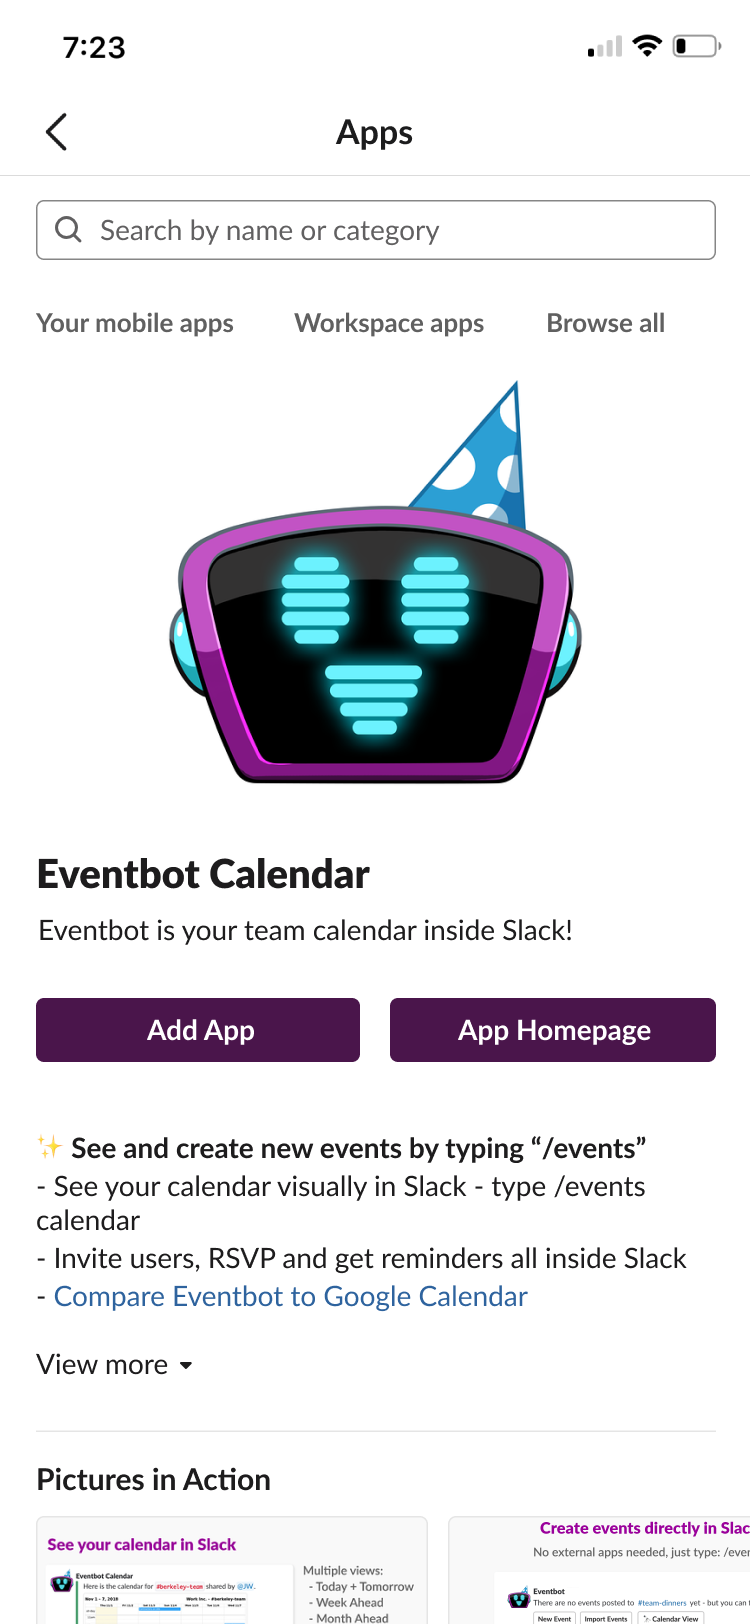 7:23
Apps
Search by name or category
Your mobile apps Workspace apps Browse all
Eventbot Calendar
Eventbot is your team calendar inside Slack!
Add App App Homepage
✨ See and create new events by typing “/events”
- See your calendar visually in Slack - type /events
calendar
- Invite users, RSVP and get reminders all inside Slack
- Compare Eventbot to Google Calendar
View more
Pictures in Action
See your calendar in Slack
Eventbot Calendar
Here is the calendar for #berkeley-team shared by @JW.
Nov 1 - 7, 2018 Work Inc. - #berkeley-team
Multiple views:
- Today + Tomorrow
- Week Ahead
- Month Ahead
Create events directly in Slac
No external apps needed, just type: /ever
Eventbot
There are no events posted to #team-dinners yet - but you can
New Event Import Events Calendar View